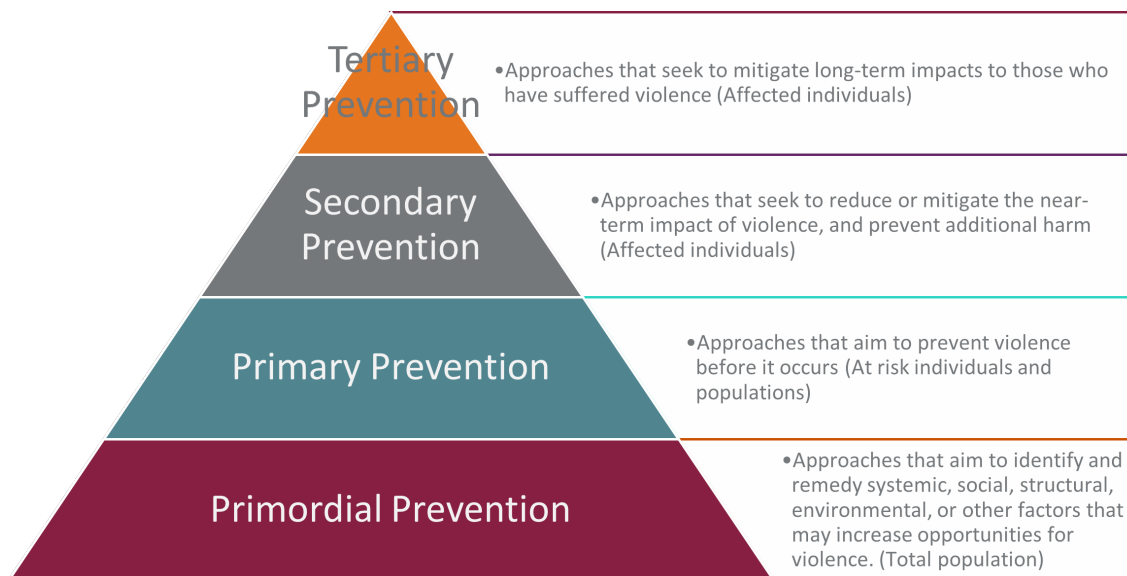 Tertiary
Prevention
•Approaches that seek to mitigate long-term impacts to those who
have suffered violence (Affected individuals)
Secondary
Prevention
•Approaches that seek to reduce or mitigate the near-
term impact of violence, and prevent additional harm
(Affected individuals)
Primary Prevention
•Approaches that aim to prevent violence
before it occurs (At risk individuals and
populations)
Primordial Prevention
•Approaches that aim to identify and
remedy systemic, social, structural,
environmental, or other factors that
may increase opportunities for
violence. (Total population)